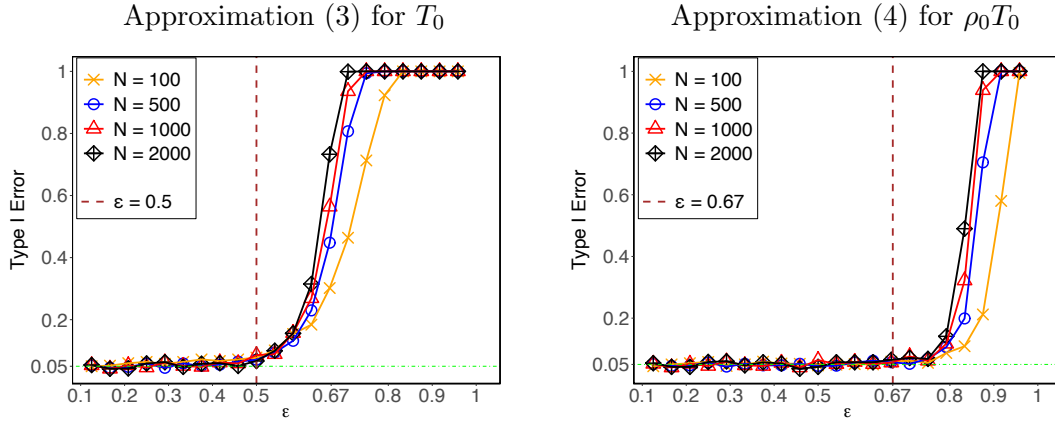 Approximation (3) for T₀
Type I Error
1
0.8
0.6
0.4
0.2
0.05
N = 100
N = 500
N = 1000
N = 2000
ε = 0.5
0.1 0.2 0.3 0.4 0.5 0.67 0.8 0.9 1
ε
Approximation (4) for ρ₀T₀
Type I Error
1
0.8
0.6
0.4
0.2
0.05
N = 100
N = 500
N = 1000
N = 2000
ε = 0.67
0.1 0.2 0.3 0.4 0.5 0.67 0.8 0.9 1
ε